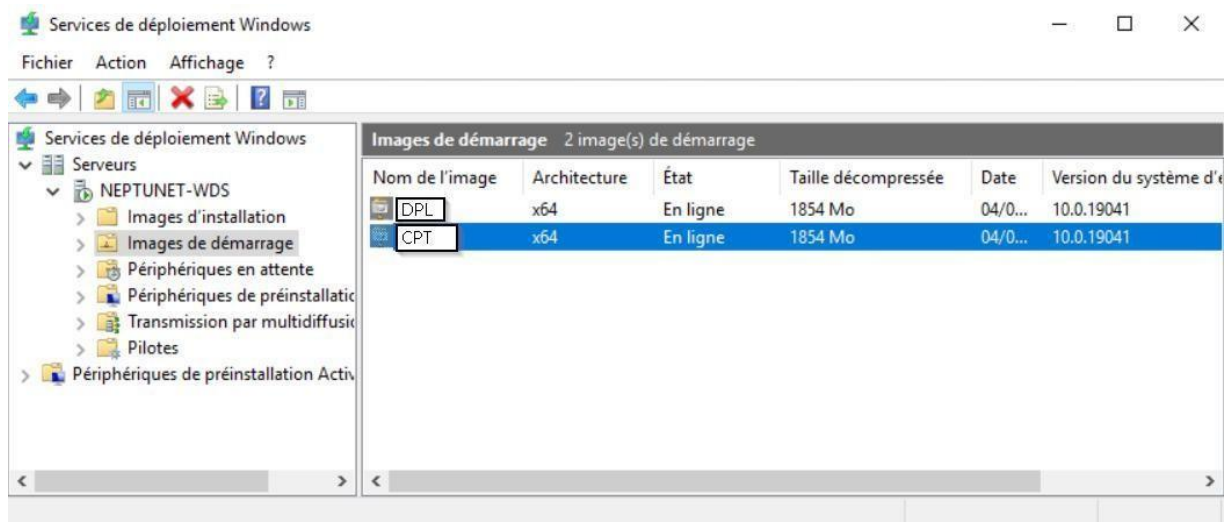 Services de déploiement Windows
Fichier Action Affichage ?
Services de déploiement Windows
Serveurs
NEPTUNET-WDS
Images d'installation
Images de démarrage
Périphériques en attente
Périphériques de préinstallatic
Transmission par multidiffusic
Pilotes
Périphériques de préinstallation Activ
Images de démarrage 2 image(s) de démarrage
Nom de l'image Architecture État Taille décompressée Date Version du système d'e
DPL x64 En ligne 1854 Mo 04/0... 10.0.19041
CPT x64 En ligne 1854 Mo 04/0... 10.0.19041